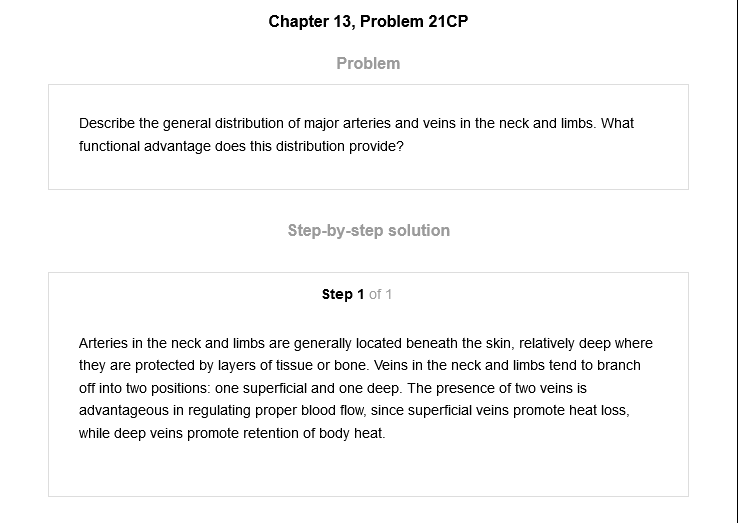 Chapter 13, Problem 21CP
Problem
Describe the general distribution of major arteries and veins in the neck and limbs. What
functional advantage does this distribution provide?
Step-by-step solution
Step 1 of 1
Arteries in the neck and limbs are generally located beneath the skin, relatively deep where
they are protected by layers of tissue or bone. Veins in the neck and limbs tend to branch
off into two positions: one superficial and one deep. The presence of two veins is
advantageous in regulating proper blood flow, since superficial veins promote heat loss,
while deep veins promote retention of body heat.